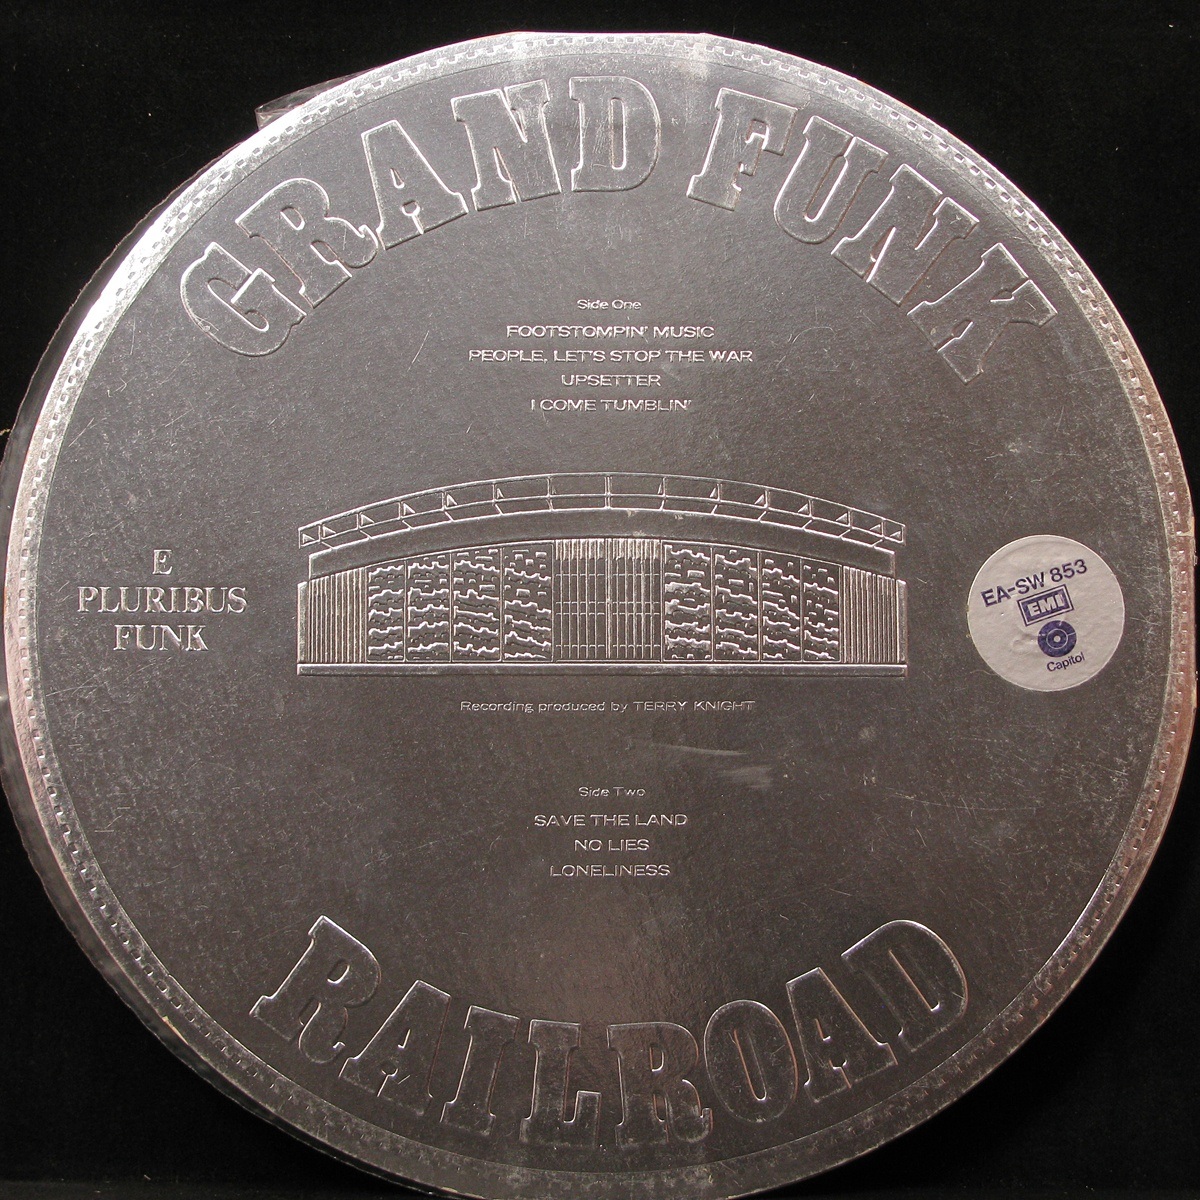 GRAND FUNK
Side One
FOOTSTOMPIN' MUSIC
PEOPLE, LET'S STOP THE WAR
UPSETTER
I COME TUMBLIN'
E
PLURIBUS
FUNK
EA-SW 853
EMI
Capitol
Recording produced by TERRY KNIGHT
Side Two
SAVE THE LAND
NO LIES
LONELINESS
RAILROAD